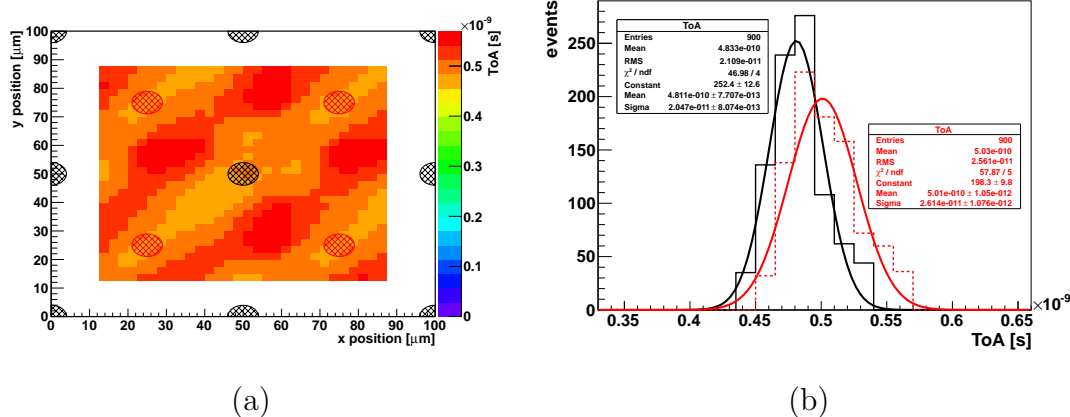 (a)
×10⁻⁹
y position [μm]
100
90
80
70
60
50
40
30
20
10
0
0 10 20 30 40 50 60 70 80 90 100
x position [μm]
ToA [s]
0.6
0.5
0.4
0.3
0.2
0.1
0
(b)
events
250
200
150
100
50
0
ToA
Entries 900
Mean 4.833e-010
RMS 2.109e-011
χ² / ndf 46.98 / 4
Constant 252.4 ± 12.6
Mean 4.811e-010 ± 7.707e-013
Sigma 2.047e-011 ± 8.074e-013
ToA
Entries 900
Mean 5.03e-010
RMS 2.561e-011
χ² / ndf 57.87 / 5
Constant 198.3 ± 9.8
Mean 5.01e-010 ± 1.05e-012
Sigma 2.614e-011 ± 1.076e-012
×10⁻⁹
0.35 0.4 0.45 0.5 0.55 0.6 0.65
ToA [s]
(a)
(b)